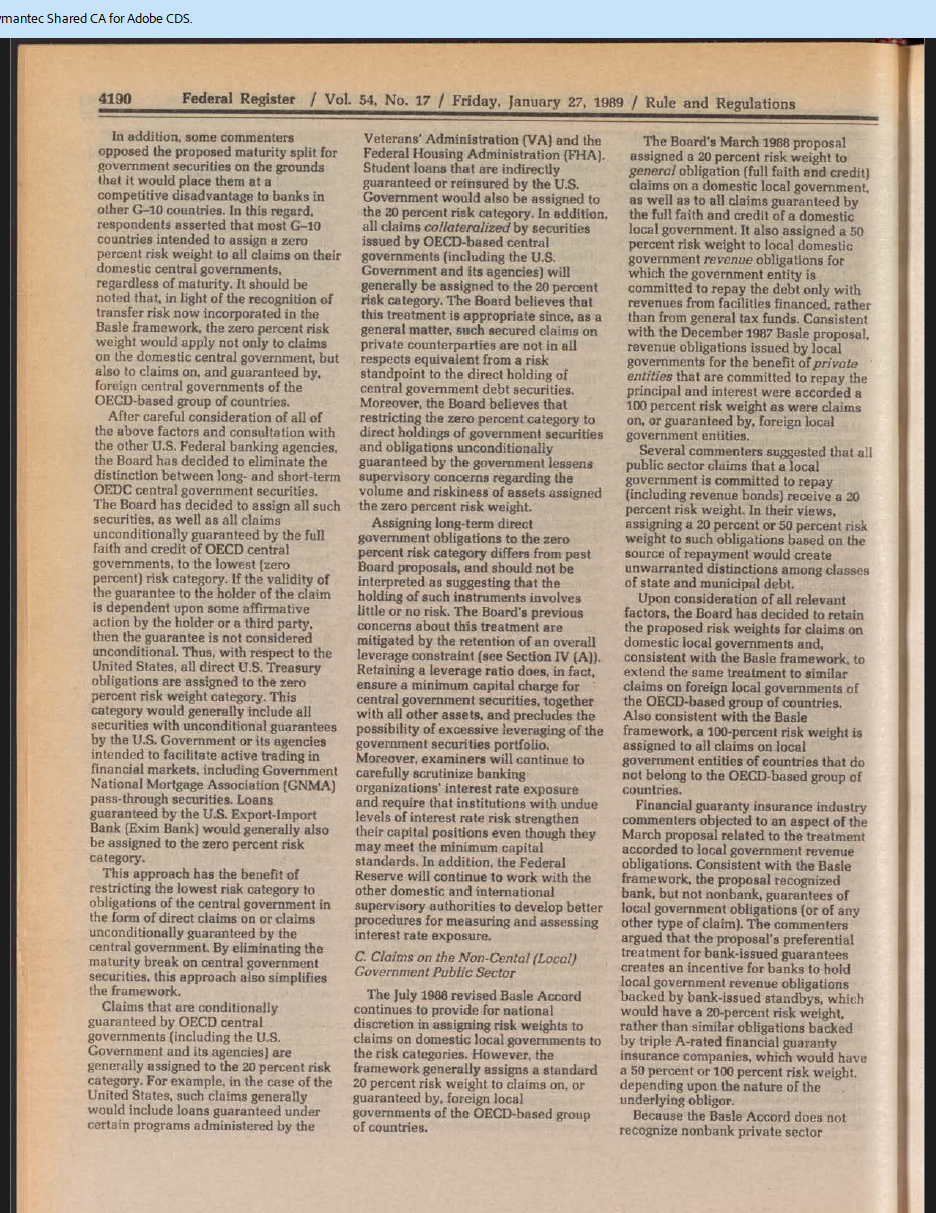 mantec Shared CA for Adobe CDS.
4190 Federal Register / Vol. 54, No. 17 / Friday, January 27, 1989 / Rule and Regulations
In addition, some commenters
opposed the proposed maturity split for
government securities on the grounds
that it would place them at a
competitive disadvantage to banks in
other G–10 countries. In this regard,
respondents asserted that most G–10
countries intended to assign a zero
percent risk weight to all claims on their
domestic central governments,
regardless of maturity. It should be
noted that, in light of the recognition of
transfer risk now incorporated in the
Basle framework, the zero percent risk
weight would apply not only to claims
on the domestic central government, but
also to claims on, and guaranteed by,
foreign central governments of the
OECD-based group of countries.
After careful consideration of all of
the above factors and consultation with
the other U.S. Federal banking agencies,
the Board has decided to eliminate the
distinction between long- and short-term
OEDC central government securities.
The Board has decided to assign all such
securities, as well as all claims
unconditionally guaranteed by the full
faith and credit of OECD central
governments, to the lowest (zero
percent) risk category. If the validity of
the guarantee to the holder of the claim
is dependent upon some affirmative
action by the holder or a third party,
then the guarantee is not considered
unconditional. Thus, with respect to the
United States, all direct U.S. Treasury
obligations are assigned to the zero
percent risk weight category. This
category would generally include all
securities with unconditional guarantees
by the U.S. Government or its agencies
intended to facilitate active trading in
financial markets, including Government
National Mortgage Association (GNMA)
pass-through securities. Loans
guaranteed by the U.S. Export-Import
Bank (Exim Bank) would generally also
be assigned to the zero percent risk
category.
This approach has the benefit of
restricting the lowest risk category to
obligations of the central government in
the form of direct claims on or claims
unconditionally guaranteed by the
central government. By eliminating the
maturity break on central government
securities, this approach also simplifies
the framework.
Claims that are conditionally
guaranteed by OECD central
governments (including the U.S.
Government and its agencies) are
generally assigned to the 20 percent risk
category. For example, in the case of the
United States, such claims generally
would include loans guaranteed under
certain programs administered by the
Veterans' Administration (VA) and the
Federal Housing Administration (FHA).
Student loans that are indirectly
guaranteed or reinsured by the U.S.
Government would also be assigned to
the 20 percent risk category. In addition,
all claims collateralized by securities
issued by OECD-based central
governments (including the U.S.
Government and its agencies) will
generally be assigned to the 20 percent
risk category. The Board believes that
this treatment is appropriate since, as a
general matter, such secured claims on
private counterparties are not in all
respects equivalent from a risk
standpoint to the direct holding of
central government debt securities.
Moreover, the Board believes that
restricting the zero percent category to
direct holdings of government securities
and obligations unconditionally
guaranteed by the government lessens
supervisory concerns regarding the
volume and riskiness of assets assigned
the zero percent risk weight.
Assigning long-term direct
government obligations to the zero
percent risk category differs from past
Board proposals, and should not be
interpreted as suggesting that the
holding of such instruments involves
little or no risk. The Board's previous
concerns about this treatment are
mitigated by the retention of an overall
leverage constraint (see Section IV (A)).
Retaining a leverage ratio does, in fact,
ensure a minimum capital charge for
central government securities, together
with all other assets, and precludes the
possibility of excessive leveraging of the
government securities portfolio.
Moreover, examiners will continue to
carefully scrutinize banking
organizations' interest rate exposure
and require that institutions with undue
levels of interest rate risk strengthen
their capital positions even though they
may meet the minimum capital
standards. In addition, the Federal
Reserve will continue to work with the
other domestic and international
supervisory authorities to develop better
procedures for measuring and assessing
interest rate exposure.
C. Claims on the Non-Cental (Local)
Government Public Sector
The July 1988 revised Basle Accord
continues to provide for national
discretion in assigning risk weights to
claims on domestic local governments to
the risk categories. However, the
framework generally assigns a standard
20 percent risk weight to claims on, or
guaranteed by, foreign local
governments of the OECD-based group
of countries.
The Board's March 1988 proposal
assigned a 20 percent risk weight to
general obligation (full faith and credit)
claims on a domestic local government,
as well as to all claims guaranteed by
the full faith and credit of a domestic
local government. It also assigned a 50
percent risk weight to local domestic
government revenue obligations for
which the government entity is
committed to repay the debt only with
revenues from facilities financed, rather
than from general tax funds. Consistent
with the December 1987 Basle proposal,
revenue obligations issued by local
governments for the benefit of private
entities that are committed to repay the
principal and interest were accorded a
100 percent risk weight as were claims
on, or guaranteed by, foreign local
government entities.
Several commenters suggested that all
public sector claims that a local
government is committed to repay
(including revenue bonds) receive a 20
percent risk weight. In their views,
assigning a 20 percent or 50 percent risk
weight to such obligations based on the
source of repayment would create
unwarranted distinctions among classes
of state and municipal debt.
Upon consideration of all relevant
factors, the Board has decided to retain
the proposed risk weights for claims on
domestic local governments and,
consistent with the Basle framework, to
extend the same treatment to similar
claims on foreign local governments of
the OECD-based group of countries.
Also consistent with the Basle
framework, a 100-percent risk weight is
assigned to all claims on local
government entities of countries that do
not belong to the OECD-based group of
countries.
Financial guaranty insurance industry
commenters objected to an aspect of the
March proposal related to the treatment
accorded to local government revenue
obligations. Consistent with the Basle
framework, the proposal recognized
bank, but not nonbank, guarantees of
local government obligations (or of any
other type of claim). The commenters
argued that the proposal's preferential
treatment for bank-issued guarantees
creates an incentive for banks to hold
local government revenue obligations
backed by bank-issued standbys, which
would have a 20-percent risk weight,
rather than similar obligations backed
by triple A-rated financial guaranty
insurance companies, which would have
a 50 percent or 100 percent risk weight,
depending upon the nature of the
underlying obligor.
Because the Basle Accord does not
recognize nonbank private sector